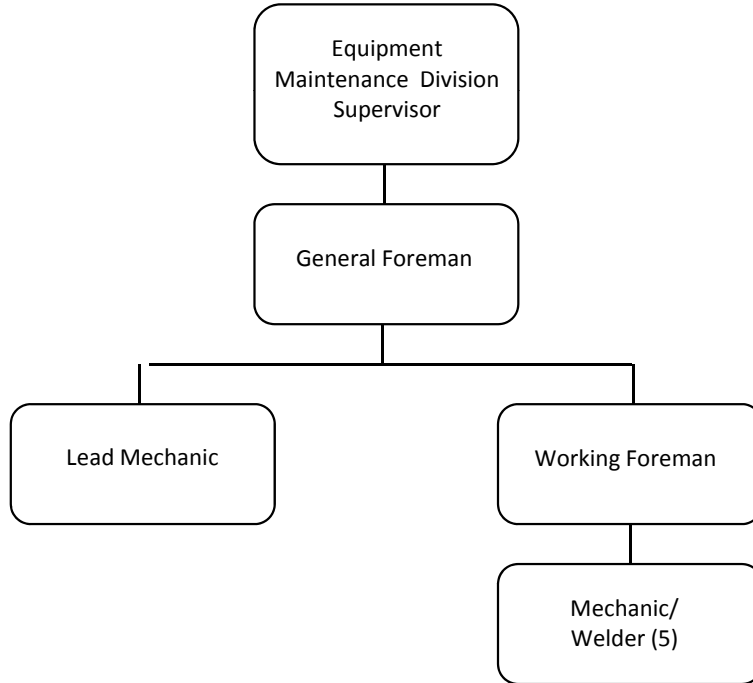 Equipment
Maintenance Division
Supervisor
General Foreman
Lead Mechanic
Working Foreman
Mechanic/
Welder (5)